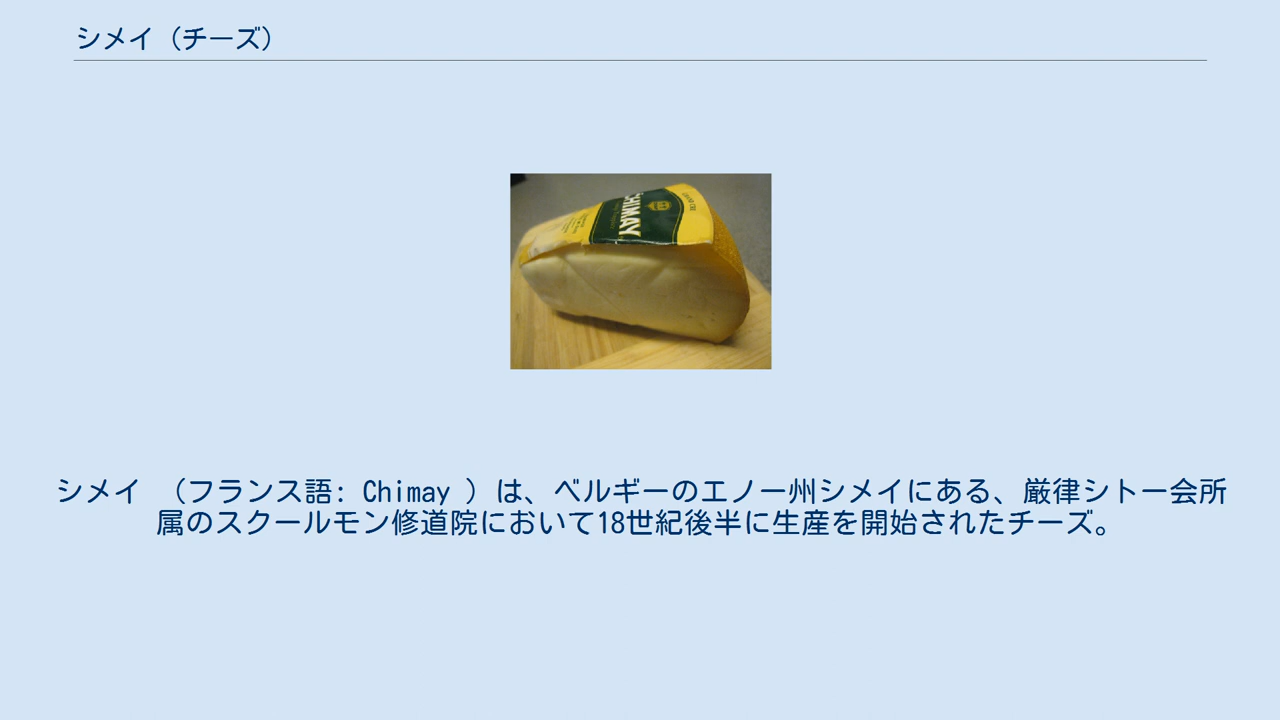 シメイ（チーズ）
CHIMAY
シメイ （フランス語: Chimay ）は、ベルギーのエノー州シメイにある、厳律シトー会所
属のスクールモン修道院において18世紀後半に生産を開始されたチーズ。